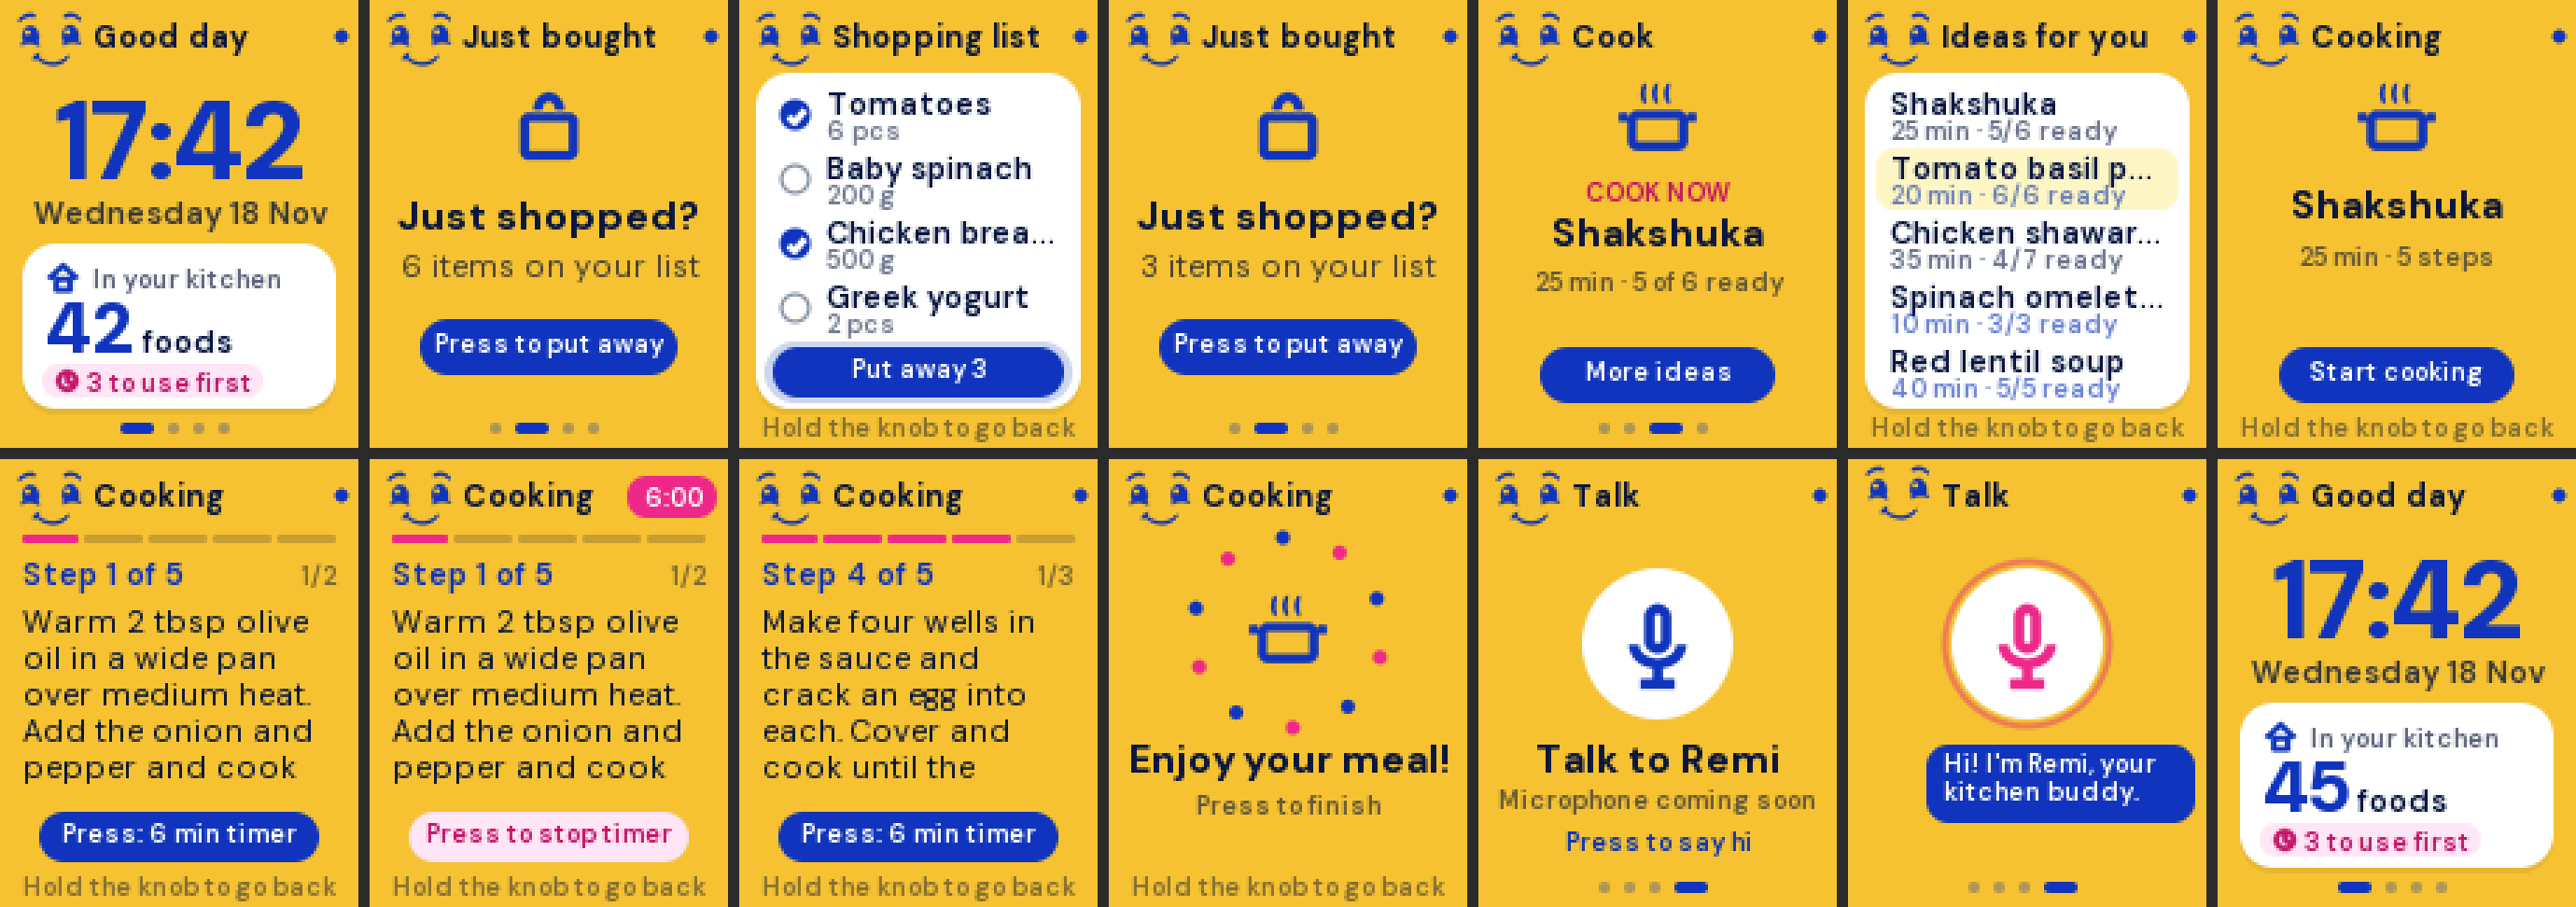 Good day
17:42
Wednesday 18 Nov
In your kitchen
42 foods
3 to use first
Just bought
Just shopped?
6 items on your list
Press to put away
Shopping list
Tomatoes
6 pcs
Baby spinach
200 g
Chicken brea...
500 g
Greek yogurt
2 pcs
Put away 3
Hold the knob to go back
Just bought
Just shopped?
3 items on your list
Press to put away
Cook
COOK NOW
Shakshuka
25 min · 5 of 6 ready
More ideas
Ideas for you
Shakshuka
25 min · 5/6 ready
Tomato basil p...
20 min · 6/6 ready
Chicken shawar...
35 min · 4/7 ready
Spinach omelet...
10 min · 3/3 ready
Red lentil soup
40 min · 5/5 ready
Hold the knob to go back
Cooking
Shakshuka
25 min · 5 steps
Start cooking
Hold the knob to go back
Cooking
Step 1 of 5 1/2
Warm 2 tbsp olive
oil in a wide pan
over medium heat.
Add the onion and
pepper and cook
Press: 6 min timer
Hold the knob to go back
Cooking 6:00
Step 1 of 5 1/2
Warm 2 tbsp olive
oil in a wide pan
over medium heat.
Add the onion and
pepper and cook
Press to stop timer
Hold the knob to go back
Cooking
Step 4 of 5 1/3
Make four wells in
the sauce and
crack an egg into
each. Cover and
cook until the
Press: 6 min timer
Hold the knob to go back
Cooking
Enjoy your meal!
Press to finish
Hold the knob to go back
Talk
Talk to Remi
Microphone coming soon
Press to say hi
Talk
Hi! I'm Remi, your
kitchen buddy.
Good day
17:42
Wednesday 18 Nov
In your kitchen
45 foods
3 to use first